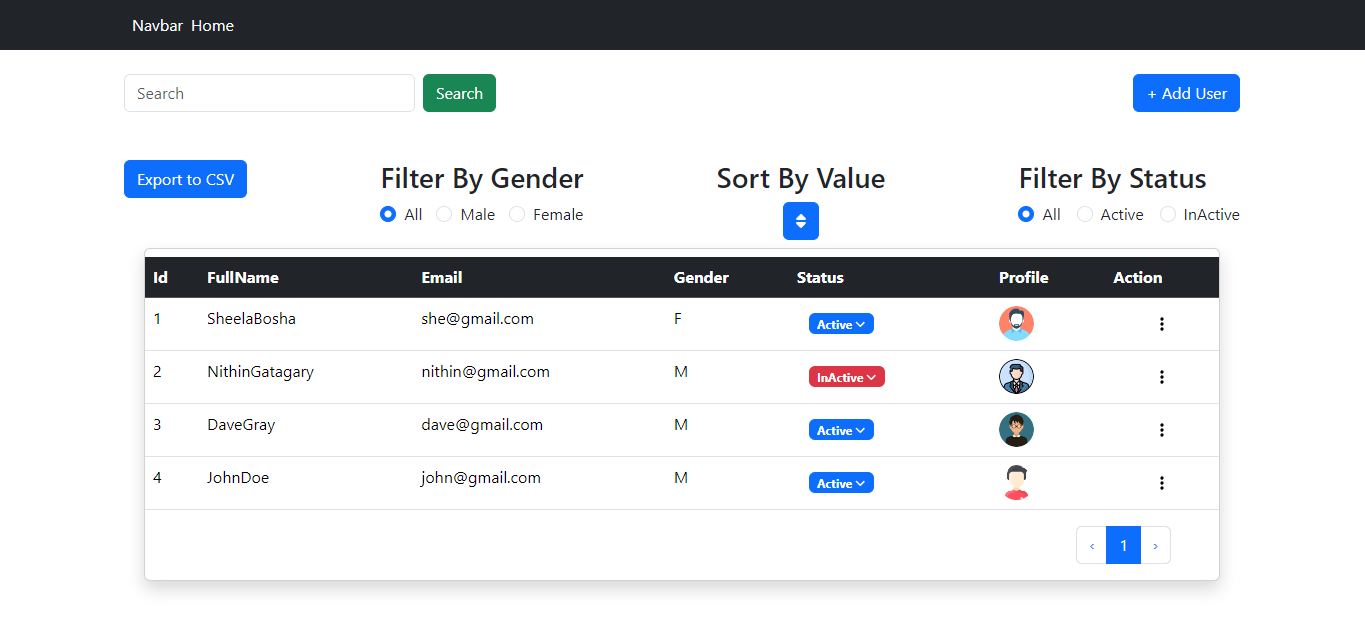 Navbar Home
Search Search + Add User
Export to CSV Filter By Gender Sort By Value Filter By Status
All Male Female All Active InActive
Id FullName Email Gender Status Profile Action
1 SheelaBosha she@gmail.com F Active
2 NithinGatagary nithin@gmail.com M InActive
3 DaveGray dave@gmail.com M Active
4 JohnDoe john@gmail.com M Active
‹ 1 ›